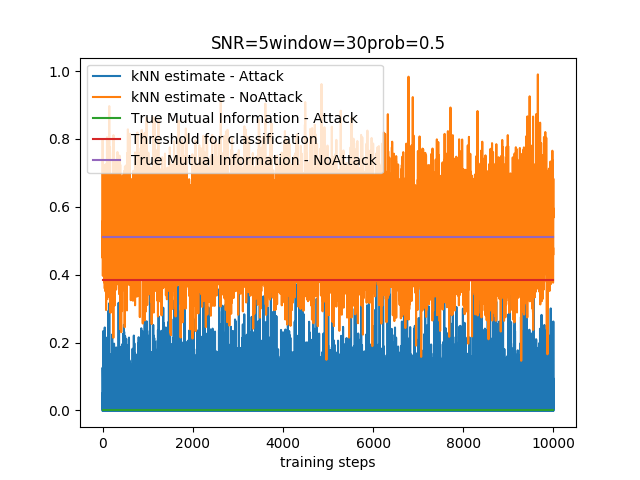 SNR=5window=30prob=0.5
kNN estimate - Attack
kNN estimate - NoAttack
True Mutual Information - Attack
Threshold for classification
True Mutual Information - NoAttack
1.0
0.8
0.6
0.4
0.2
0.0
0 2000 4000 6000 8000 10000
training steps